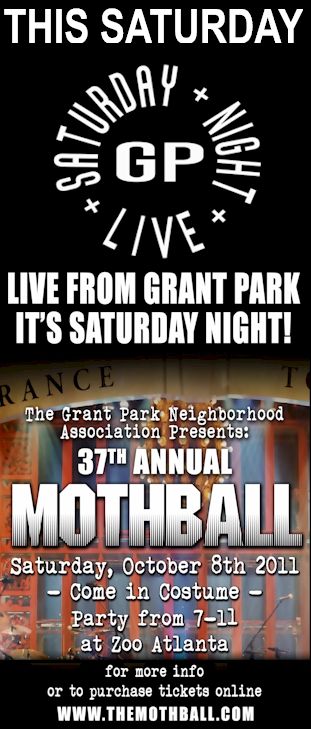 THIS SATURDAY
SATURDAY + NIGHT + LIVE +
GP
LIVE FROM GRANT PARK
IT'S SATURDAY NIGHT!
RANCE TO
The Grant Park Neighborhood
Association Presents:
37TH ANNUAL
MOTHBALL
Saturday, October 8th 2011
- Come in Costume -
Party from 7-11
at Zoo Atlanta
for more info
or to purchase tickets online
WWW.THEMOTHBALL.COM